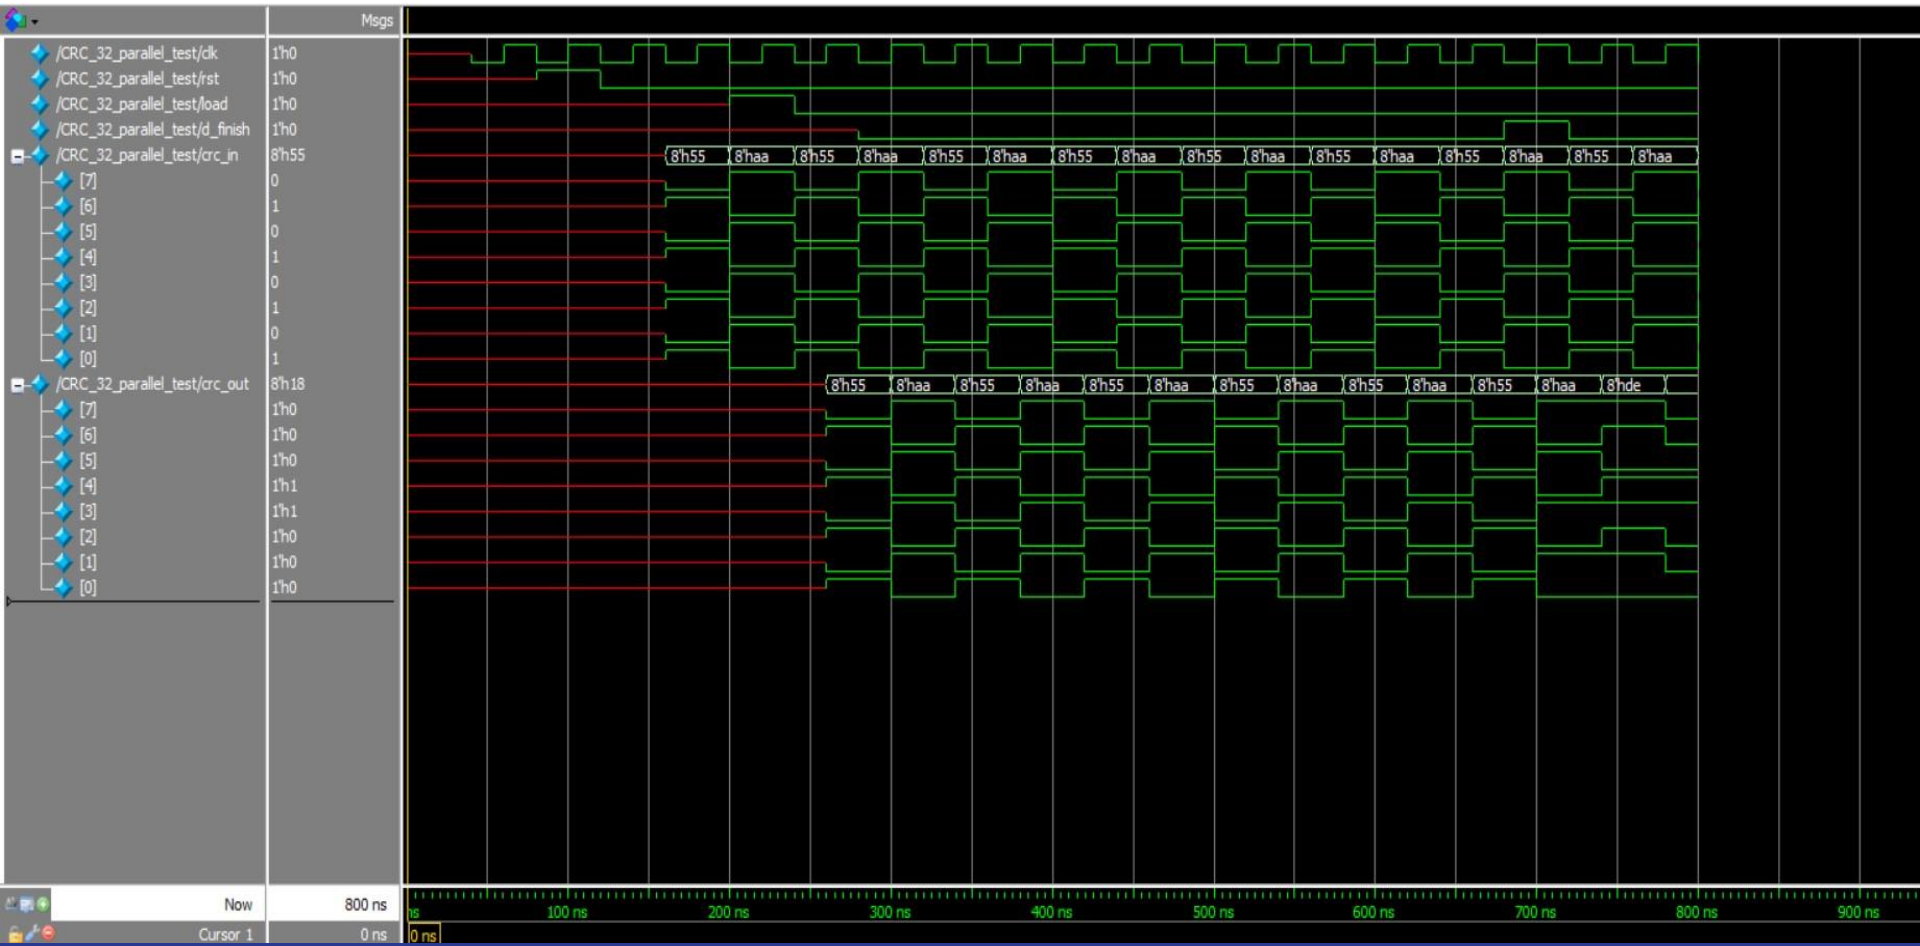 Msgs
/CRC_32_parallel_test/clk 1'h0
/CRC_32_parallel_test/rst 1'h0
/CRC_32_parallel_test/load 1'h0
/CRC_32_parallel_test/d_finish 1'h0
/CRC_32_parallel_test/crc_in 8'h55 8'h55 8'haa 8'h55 8'haa 8'h55 8'haa 8'h55 8'haa 8'h55 8'haa 8'h55 8'haa 8'h55 8'haa 8'h55 8'haa
[7] 0
[6] 1
[5] 0
[4] 1
[3] 0
[2] 1
[1] 0
[0] 1
/CRC_32_parallel_test/crc_out 8'h18 8'h55 8'haa 8'h55 8'haa 8'h55 8'haa 8'h55 8'haa 8'h55 8'haa 8'h55 8'haa 8'hde
[7] 1'h0
[6] 1'h0
[5] 1'h0
[4] 1'h1
[3] 1'h1
[2] 1'h0
[1] 1'h0
[0] 1'h0
Now 800 ns ns 100 ns 200 ns 300 ns 400 ns 500 ns 600 ns 700 ns 800 ns 900 ns
Cursor 1 0 ns 0 ns